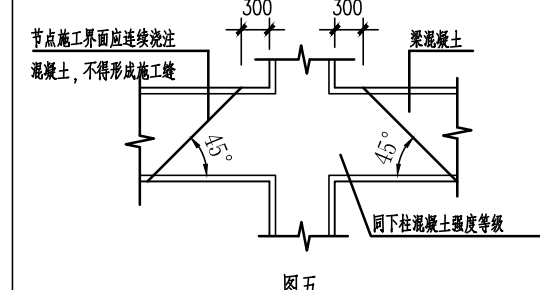 300 300
节点施工界面应连续浇注
混凝土，不得形成施工缝
梁混凝土
45° 45°
同下柱混凝土强度等级
图五